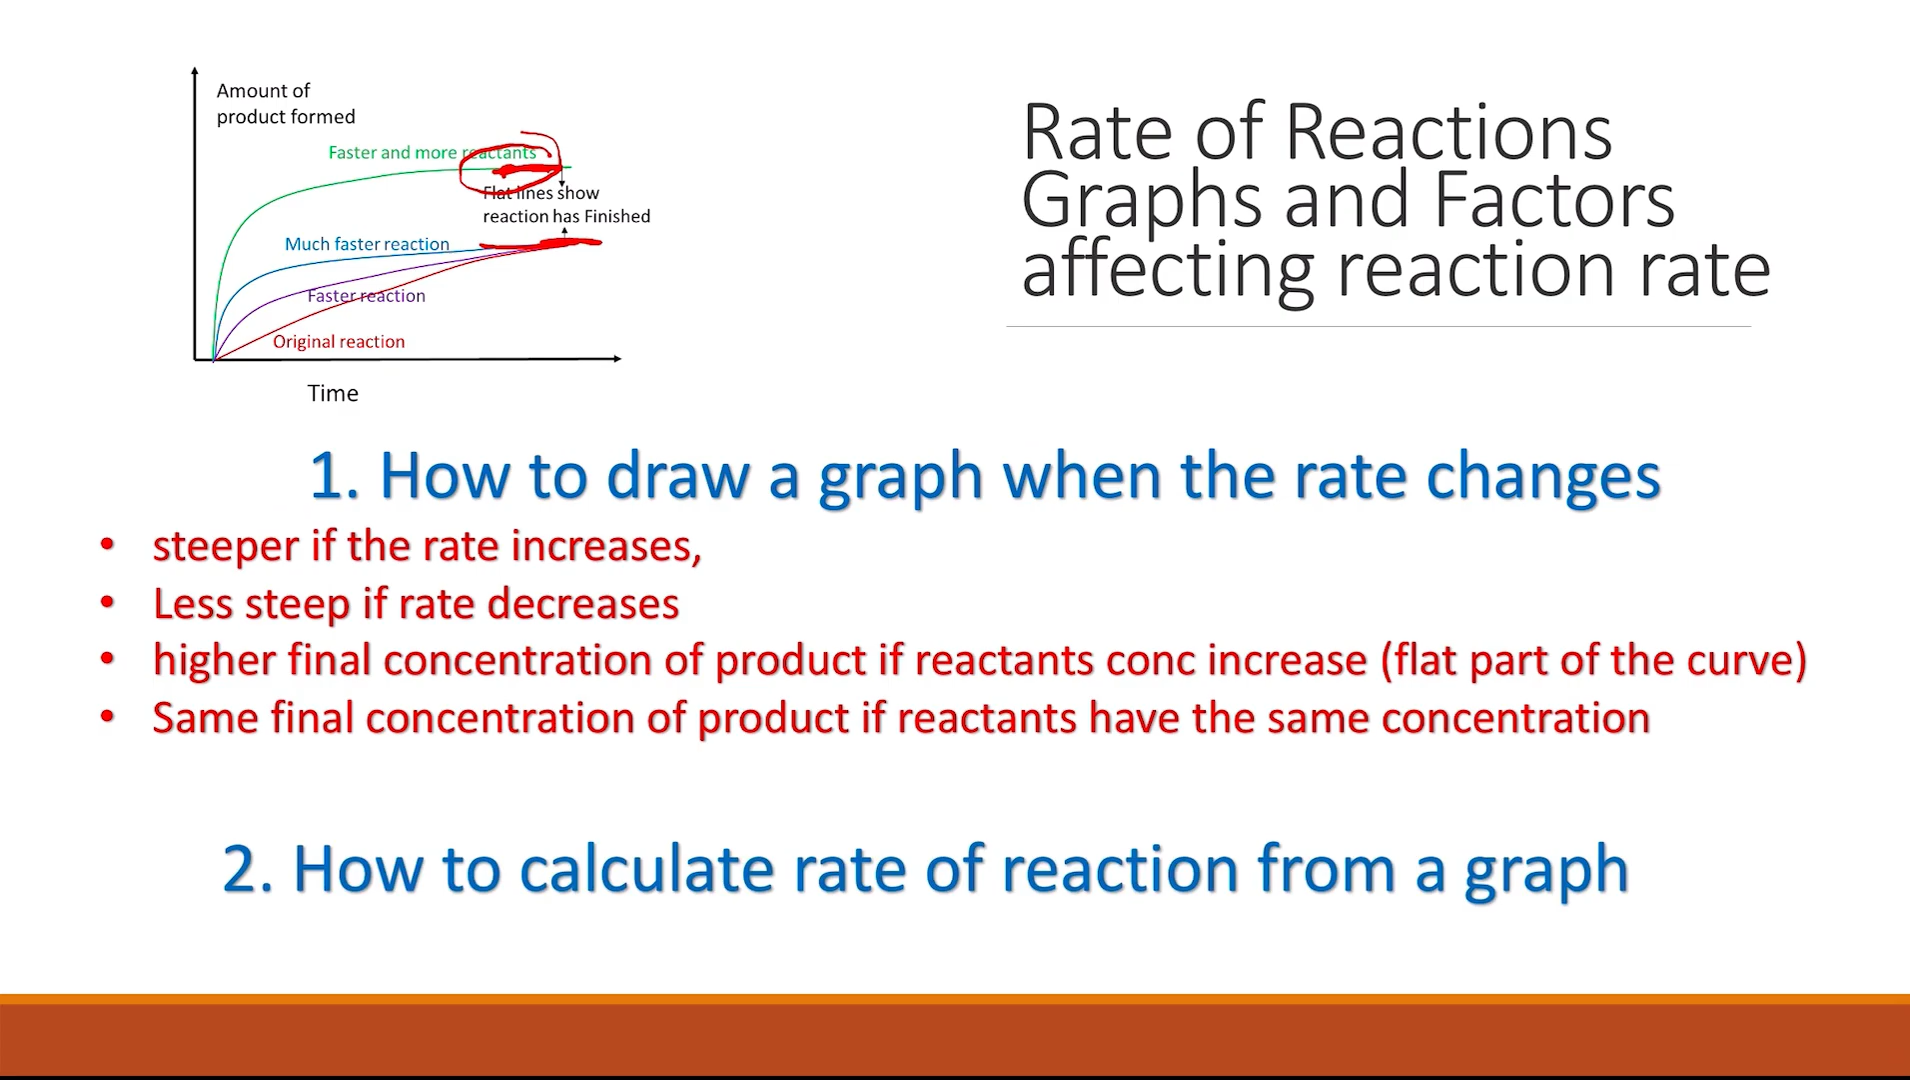 Amount of
product formed
Faster and more reactants
Flat lines show
reaction has Finished
Much faster reaction
Faster reaction
Original reaction
Time
Rate of Reactions
Graphs and Factors
affecting reaction rate
1. How to draw a graph when the rate changes
• steeper if the rate increases,
• Less steep if rate decreases
• higher final concentration of product if reactants conc increase (flat part of the curve)
• Same final concentration of product if reactants have the same concentration
2. How to calculate rate of reaction from a graph